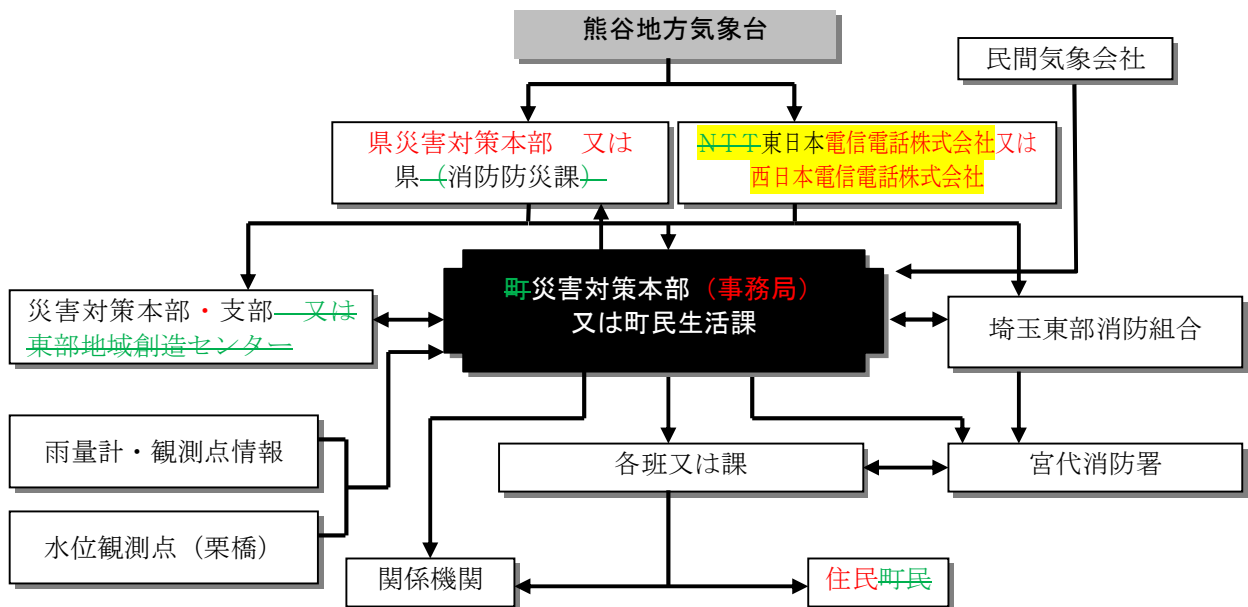 熊谷地方気象台
民間気象会社
県災害対策本部　又は
県（消防防災課）
ＮＴＴ東日本電信電話株式会社又は
西日本電信電話株式会社
町災害対策本部（事務局）
又は町民生活課
災害対策本部・支部　又は
東部地域創造センター
埼玉東部消防組合
雨量計・観測点情報
各班又は課
宮代消防署
水位観測点（栗橋）
関係機関
住民町民